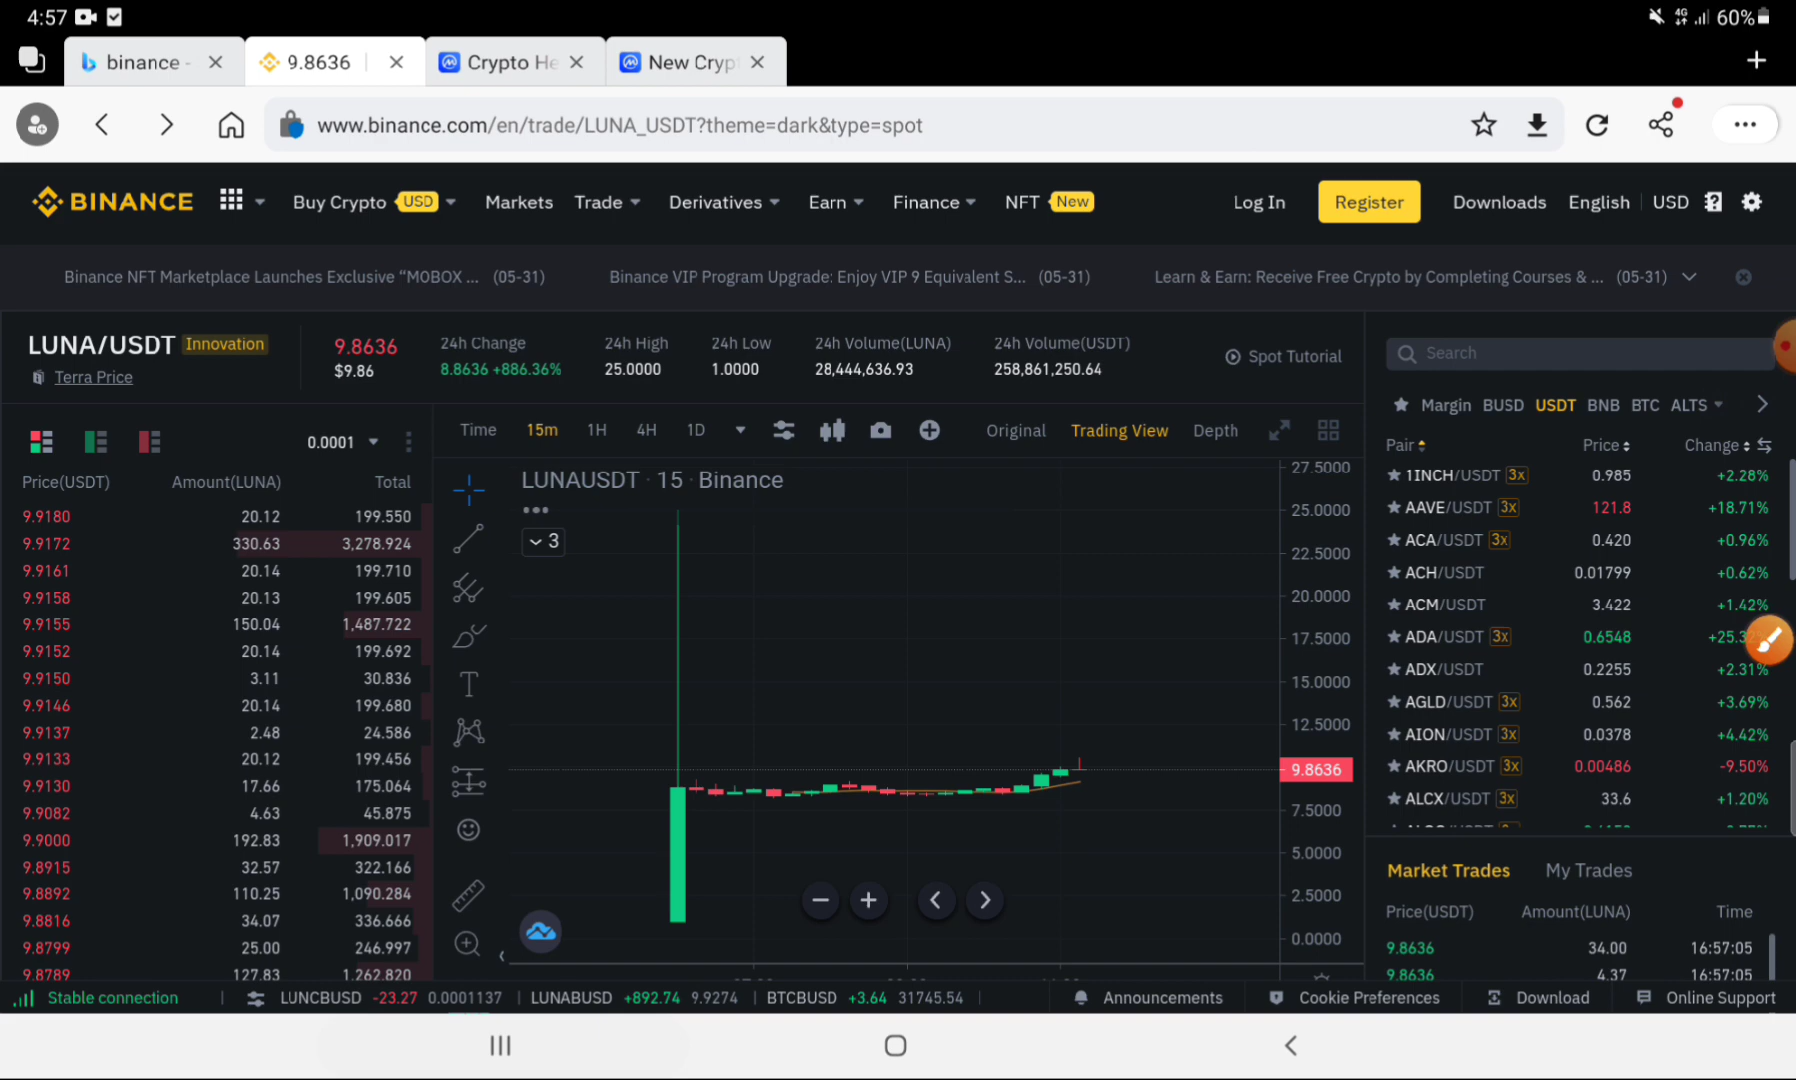 4:57
4G 60%
binance -
9.8636
Crypto He
New Cryp
www.binance.com/en/trade/LUNA_USDT?theme=dark&type=spot
BINANCE Buy Crypto USD Markets Trade Derivatives Earn Finance NFT New Log In Register Downloads English USD
Binance NFT Marketplace Launches Exclusive “MOBOX ... (05-31) Binance VIP Program Upgrade: Enjoy VIP 9 Equivalent S... (05-31) Learn & Earn: Receive Free Crypto by Completing Courses & ... (05-31)
LUNA/USDT Innovation
Terra Price
9.8636
$9.86
24h Change
8.8636 +886.36%
24h High
25.0000
24h Low
1.0000
24h Volume(LUNA)
28,444,636.93
24h Volume(USDT)
258,861,250.64
Spot Tutorial
0.0001
Price(USDT) Amount(LUNA) Total
9.9180 20.12 199.550
9.9172 330.63 3,278.924
9.9161 20.14 199.710
9.9158 20.13 199.605
9.9155 150.04 1,487.722
9.9152 20.14 199.692
9.9150 3.11 30.836
9.9146 20.14 199.680
9.9137 2.48 24.586
9.9133 20.12 199.456
9.9130 17.66 175.064
9.9082 4.63 45.875
9.9000 192.83 1,909.017
9.8915 32.57 322.166
9.8892 110.25 1,090.284
9.8816 34.07 336.666
9.8799 25.00 246.997
9.8789 127.83 1,262.820
Time 15m 1H 4H 1D Original Trading View Depth
LUNAUSDT · 15 · Binance
3
27.5000
25.0000
22.5000
20.0000
17.5000
15.0000
12.5000
9.8636
7.5000
5.0000
2.5000
0.0000
Search
Margin BUSD USDT BNB BTC ALTS
Pair Price Change
1INCH/USDT 3x 0.985 +2.28%
AAVE/USDT 3x 121.8 +18.71%
ACA/USDT 3x 0.420 +0.96%
ACH/USDT 0.01799 +0.62%
ACM/USDT 3.422 +1.42%
ADA/USDT 3x 0.6548 +25.3
ADX/USDT 0.2255 +2.31%
AGLD/USDT 3x 0.562 +3.69%
AION/USDT 3x 0.0378 +4.42%
AKRO/USDT 3x 0.00486 -9.50%
ALCX/USDT 3x 33.6 +1.20%
Market Trades My Trades
Price(USDT) Amount(LUNA) Time
9.8636 34.00 16:57:05
9.8636 4.37 16:57:05
Stable connection LUNCBUSD -23.27 0.0001137 LUNABUSD +892.74 9.9274 BTCBUSD +3.64 31745.54 Announcements Cookie Preferences Download Online Support